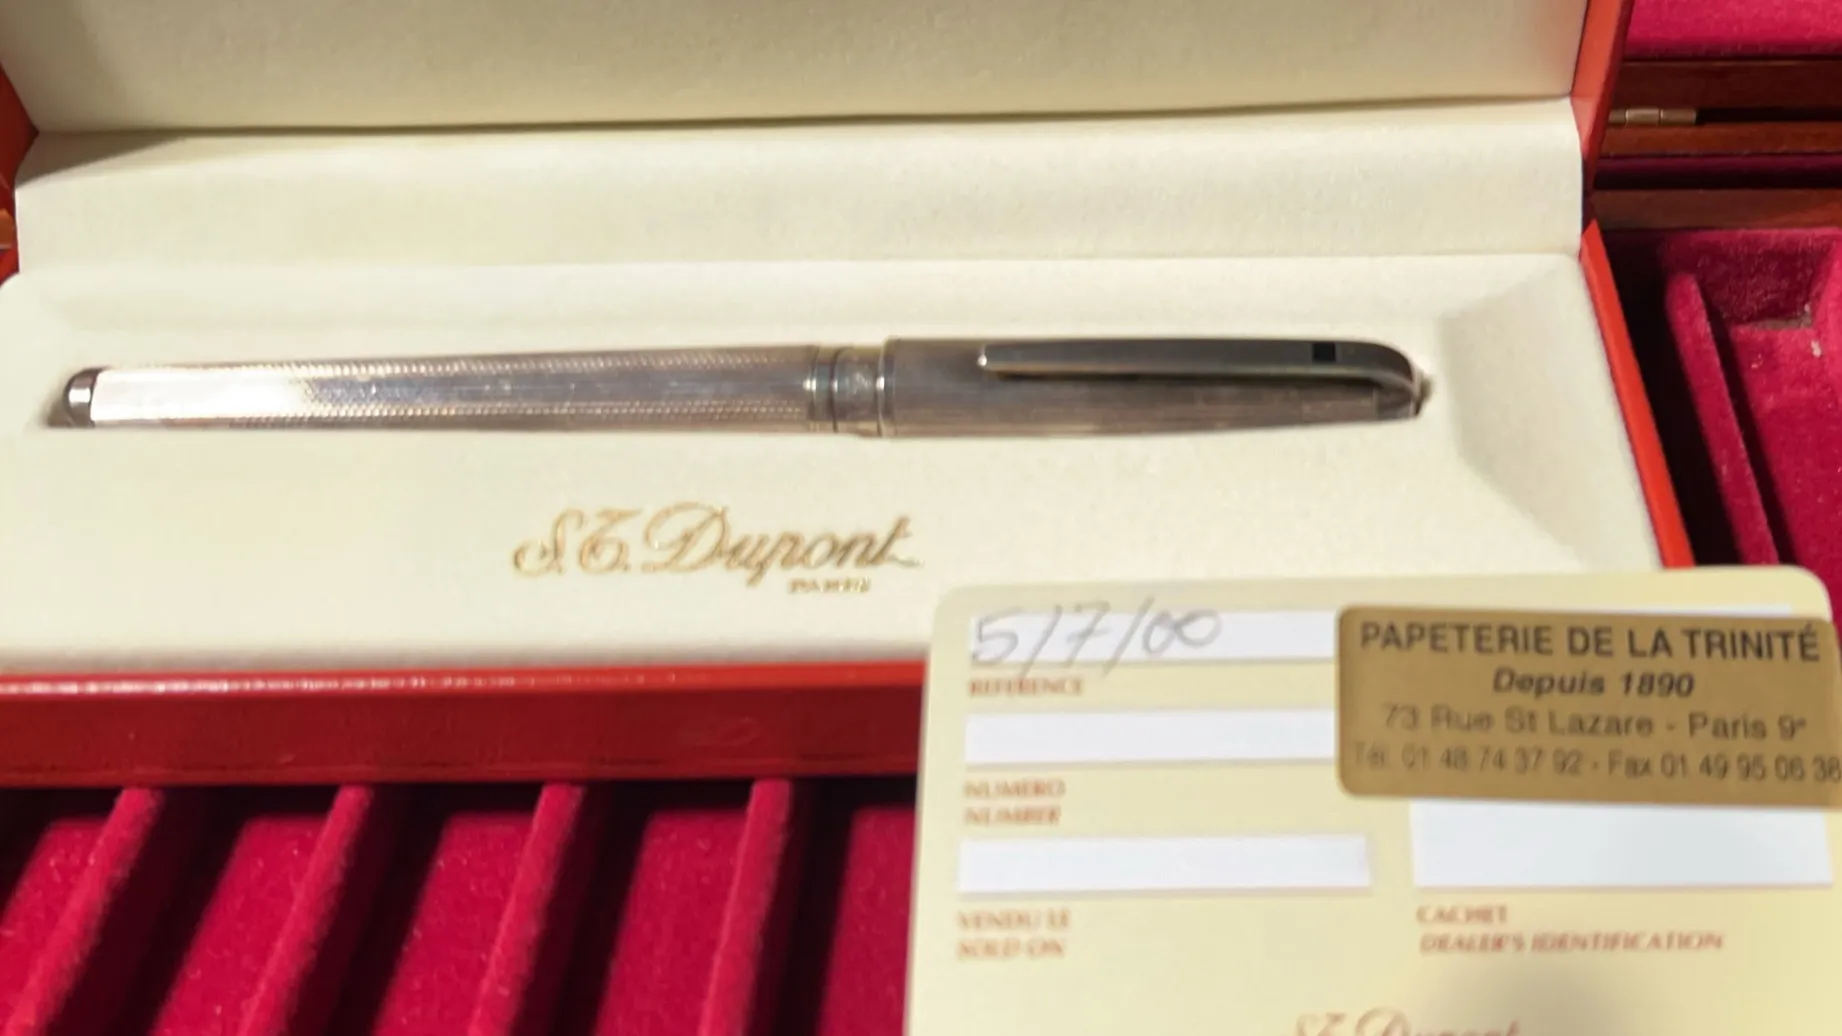 S.T. Dupont
PARIS
5/7/00
REFERENCE
NUMERO
NUMBER
VENDU LE
SOLD ON
PAPETERIE DE LA TRINITÉ
Depuis 1890
73 Rue St Lazare - Paris 9e
Tél. 01 48 74 37 92 - Fax 01 49 95 06 38
CACHET
DEALER'S IDENTIFICATION
S.T. Dupont